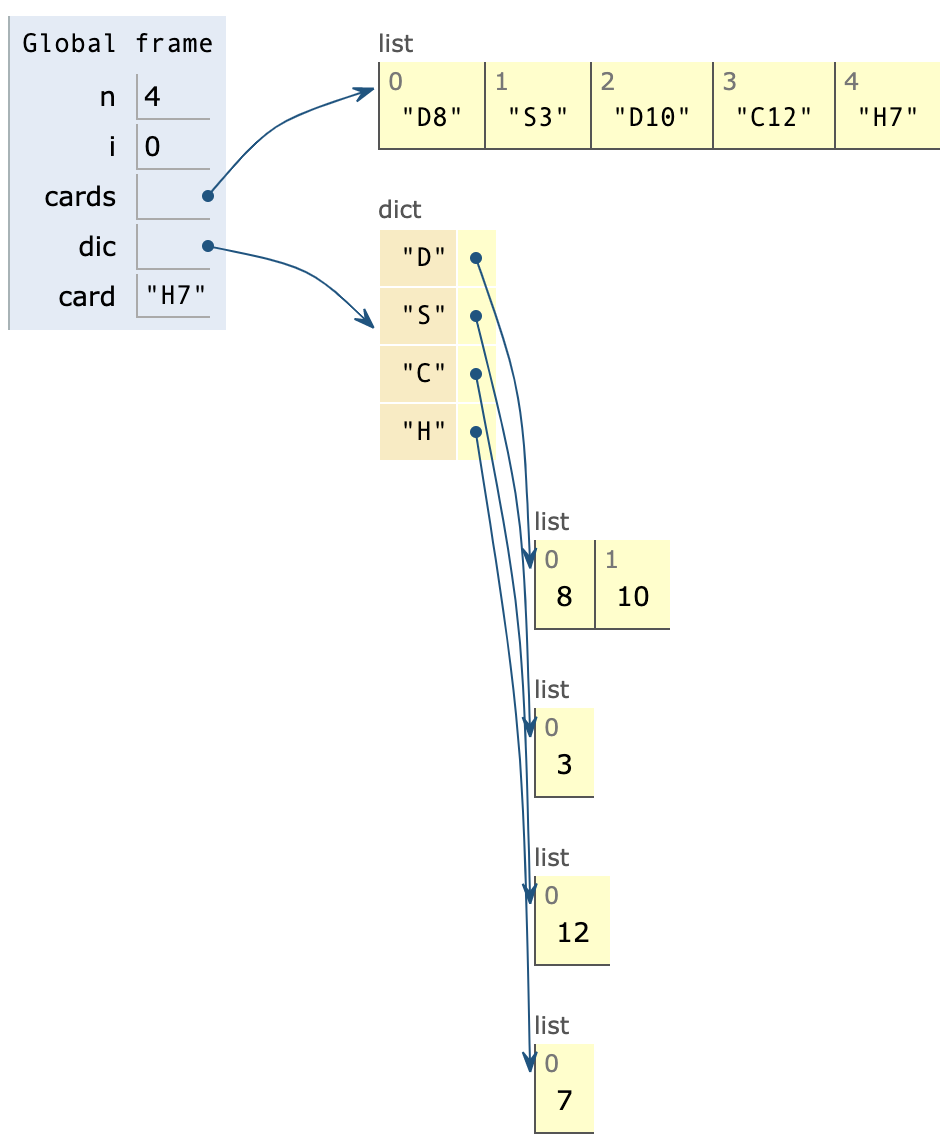 Global frame
n 4
i 0
cards
dic
card "H7"
list
0 1 2 3 4
"D8" "S3" "D10" "C12" "H7"
dict
"D"
"S"
"C"
"H"
list
0 1
8 10
list
0
3
list
0
12
list
0
7